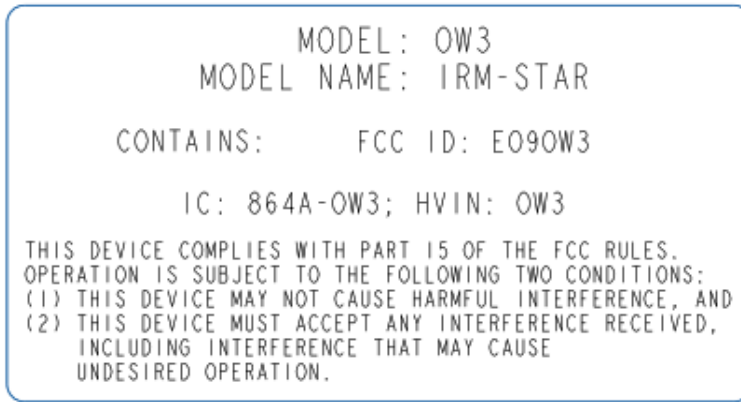 MODEL: OW3
MODEL NAME: IRM-STAR
CONTAINS: FCC ID: EO9OW3
IC: 864A-OW3; HVIN: OW3
THIS DEVICE COMPLIES WITH PART 15 OF THE FCC RULES.
OPERATION IS SUBJECT TO THE FOLLOWING TWO CONDITIONS:
(1) THIS DEVICE MAY NOT CAUSE HARMFUL INTERFERENCE, AND
(2) THIS DEVICE MUST ACCEPT ANY INTERFERENCE RECEIVED,
INCLUDING INTERFERENCE THAT MAY CAUSE
UNDESIRED OPERATION.